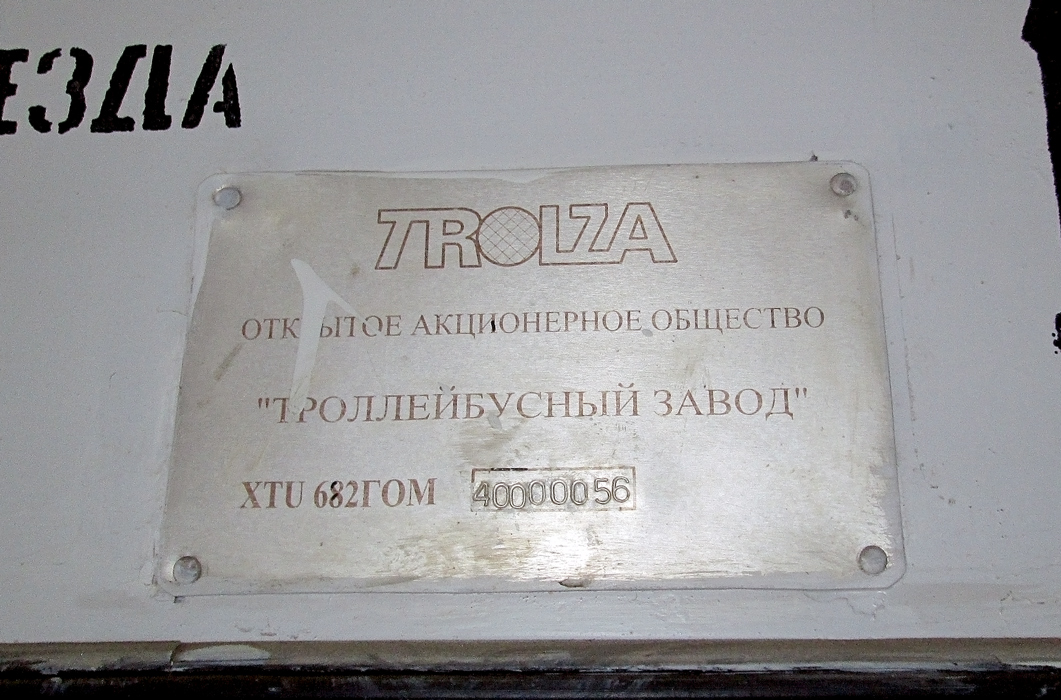 ЕЗДА
TROLZA
ОТКРЫТОЕ АКЦИОНЕРНОЕ ОБЩЕСТВО
"ТРОЛЛЕЙБУСНЫЙ ЗАВОД"
XTU 682ГОМ 40000056